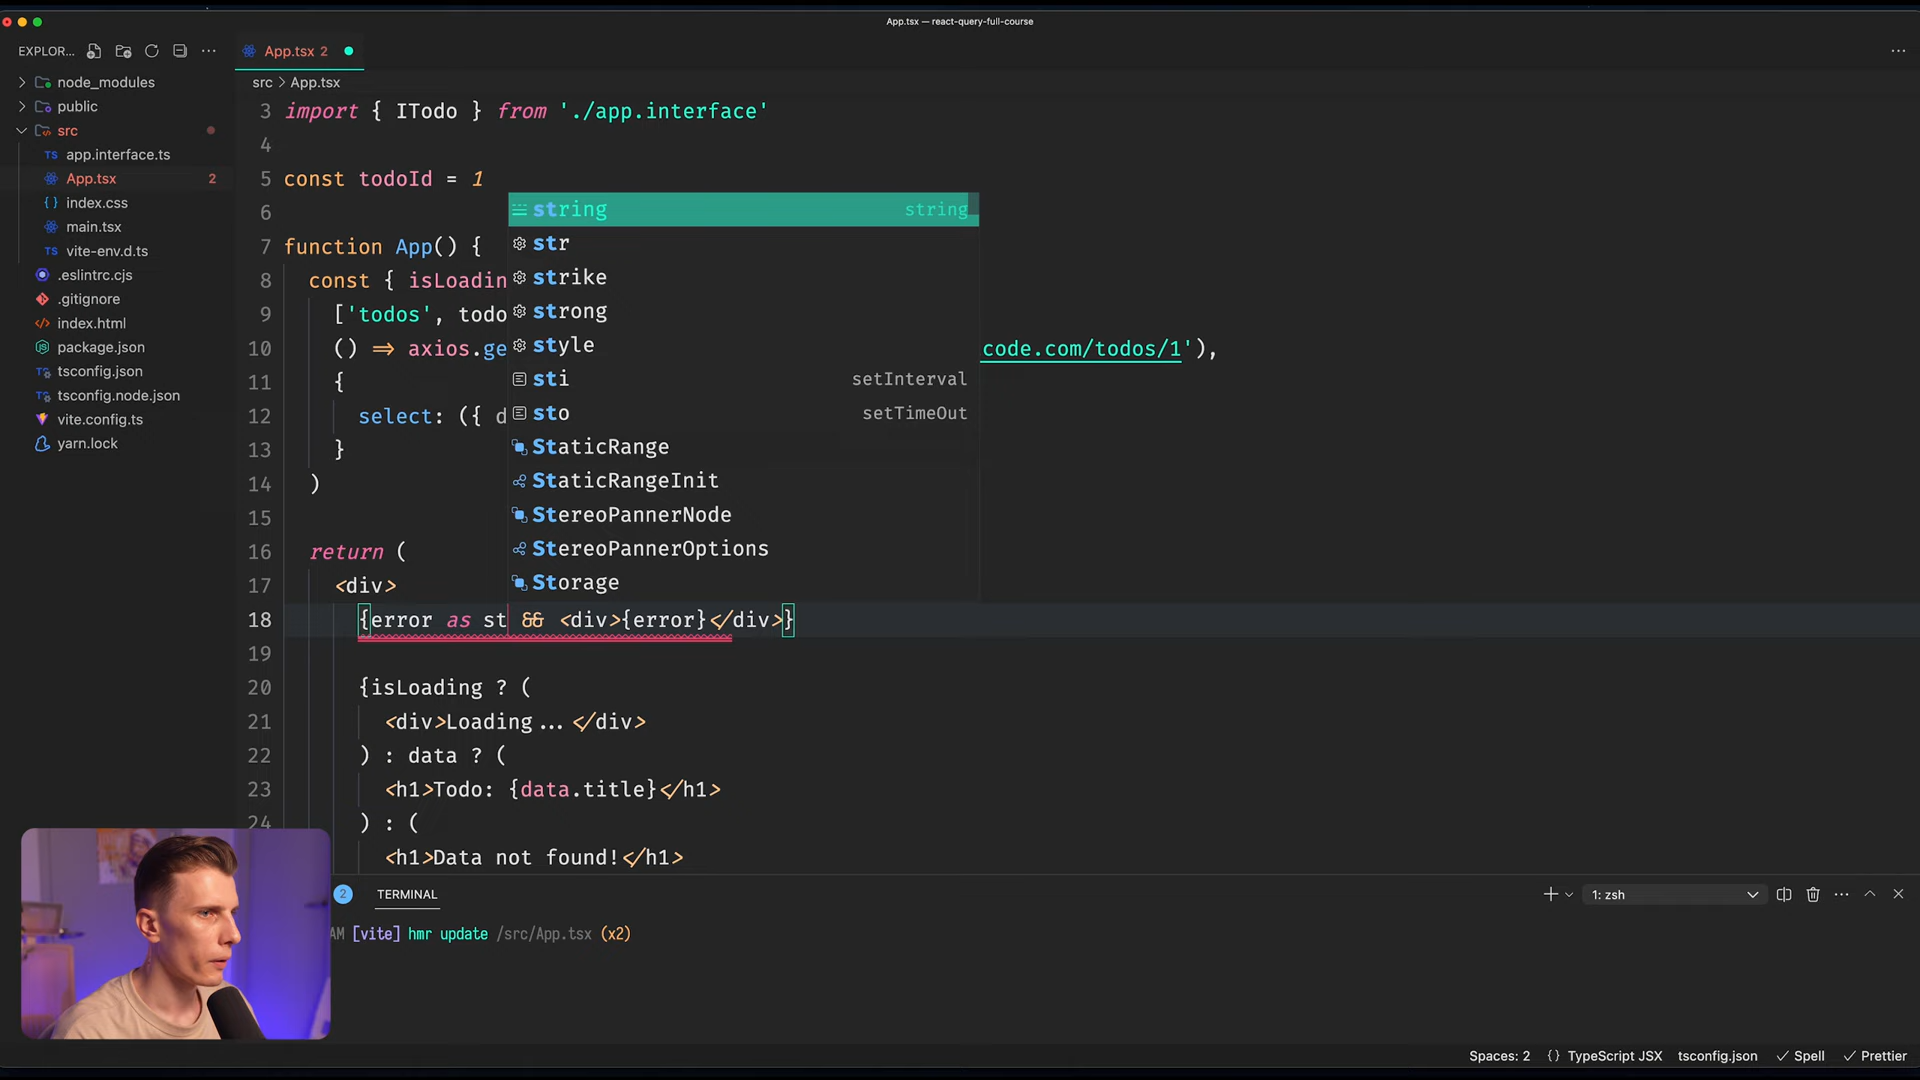 App.tsx — react-query-full-course
EXPLOR...
App.tsx 2
node_modules
public
src
app.interface.ts
App.tsx 2
index.css
main.tsx
vite-env.d.ts
.eslintrc.cjs
.gitignore
index.html
package.json
tsconfig.json
tsconfig.node.json
vite.config.ts
yarn.lock
src > App.tsx
3 import { ITodo } from './app.interface'
4
5 const todoId = 1
6
7 function App() {
8 const { isLoadin
9 ['todos', todo
10 () => axios.ge code.com/todos/1'),
11 {
12 select: ({ d
13 }
14 )
15
16 return (
17 <div>
18 {error as st && <div>{error}</div>}
19
20 {isLoading ? (
21 <div>Loading...</div>
22 ) : data ? (
23 <h1>Todo: {data.title}</h1>
24 ) : (
<h1>Data not found!</h1>
string string
str
strike
strong
style
sti setInterval
sto setTimeOut
StaticRange
StaticRangeInit
StereoPannerNode
StereoPannerOptions
Storage
2 TERMINAL
1: zsh
AM [vite] hmr update /src/App.tsx (x2)
Spaces: 2 {} TypeScript JSX tsconfig.json Spell Prettier